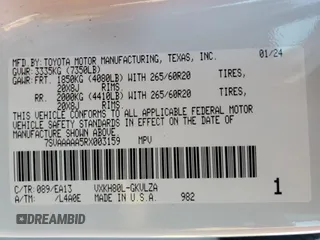 MFD.BY:TOYOTA MOTOR MANUFACTURING, TEXAS, INC. 01/24
GVWR 3335KG (7350LB)
GAWR:FRT. 1850KG (4080LB) WITH 265/60R20 TIRES,
20X8J RIMS.
RR. 2000KG (4410LB) WITH 265/60R20 TIRES,
20X8J RIMS.
THIS VEHICLE CONFORMS TO ALL APPLICABLE FEDERAL MOTOR
VEHICLE SAFETY STANDARDS IN EFFECT ON THE DATE OF
MANUFACTURE SHOWN ABOVE.
7SVAAAAA5RX003159 MPV
C/TR: 089/EA13 VXKH80L-GKVLZA 1
A/TM: /L4A0E MADE IN U.S.A. 982
DREAMBID